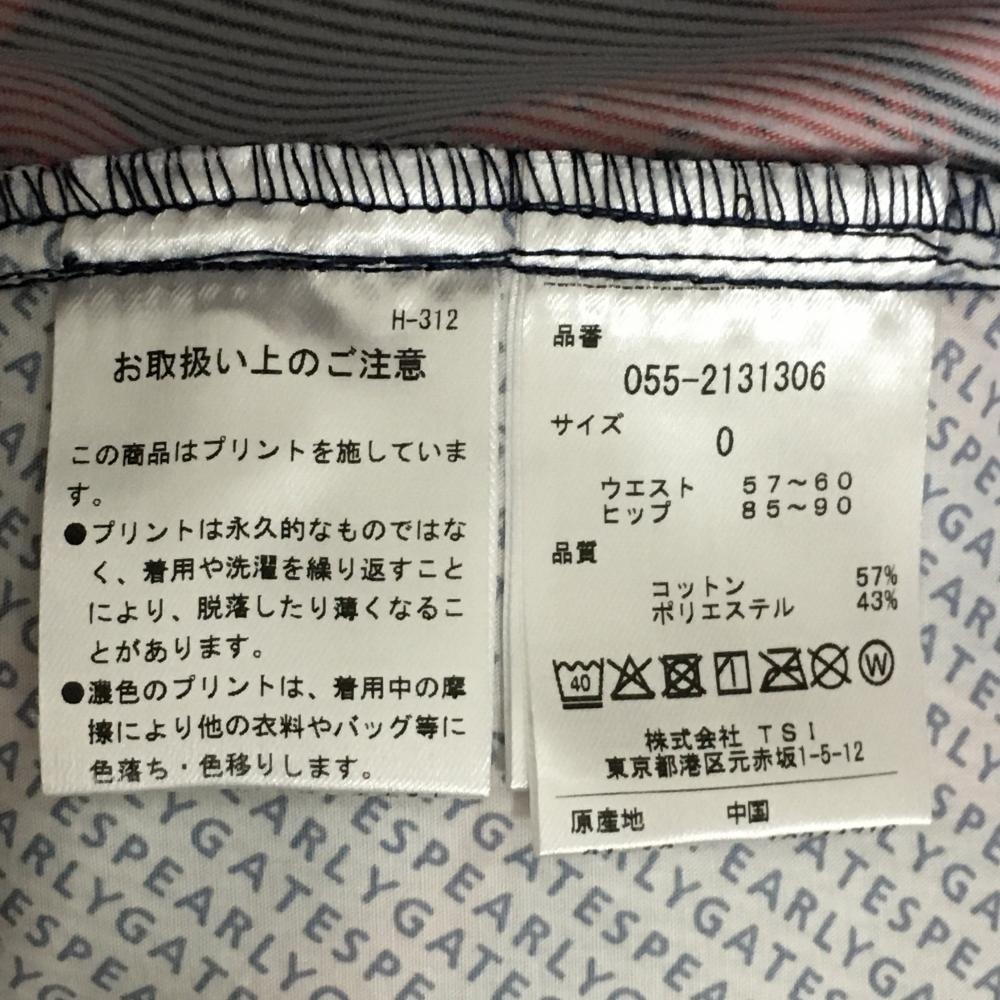 H-312
お取扱い上のご注意
この商品はプリントを施していま
す。
●プリントは永久的なものではな
く、着用や洗濯を繰り返すこと
により、脱落したり薄くなるこ
とがあります。
●濃色のプリントは、着用中の摩
擦により他の衣料やバッグ等に
色落ち・色移りします。
品番
055-2131306
サイズ
0
ウエスト 57～60
ヒップ 85～90
品質
コットン 57%
ポリエステル 43%
40
W
株式会社 TSI
東京都港区元赤坂1-5-12
原産地 中国
PEARLYGATES